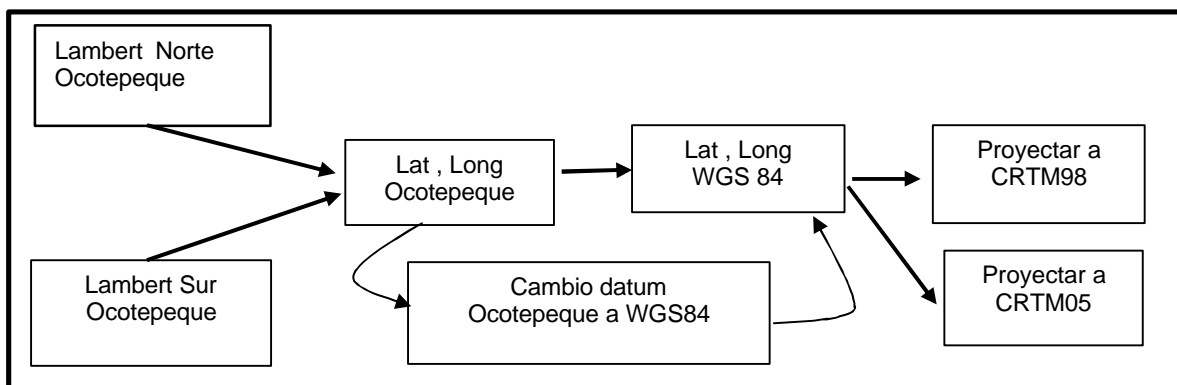 Lambert Norte
Ocotepeque
Lat , Long
Ocotepeque
Lat , Long
WGS 84
Proyectar a
CRTM98
Lambert Sur
Ocotepeque
Cambio datum
Ocotepeque a WGS84
Proyectar a
CRTM05